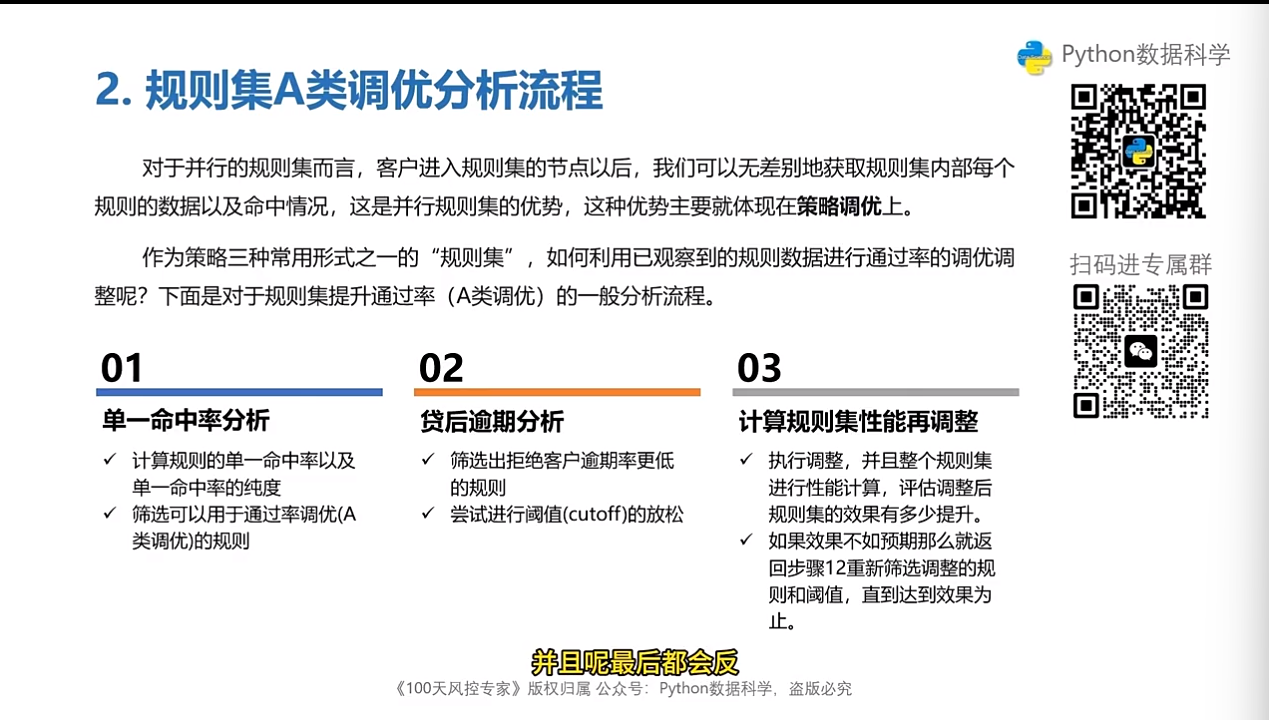 Python数据科学
2. 规则集A类调优分析流程
对于并行的规则集而言，客户进入规则集的节点以后，我们可以无差别地获取规则集内部每个
规则的数据以及命中情况，这是并行规则集的优势，这种优势主要就体现在策略调优上。
作为策略三种常用形式之一的“规则集”，如何利用已观察到的规则数据进行通过率的调优调
整呢？下面是对于规则集提升通过率（A类调优）的一般分析流程。
扫码进专属群
01
单一命中率分析
✓ 计算规则的单一命中率以及
单一命中率的纯度
✓ 筛选可以用于通过率调优(A
类调优)的规则
02
贷后逾期分析
✓ 筛选出拒绝客户逾期率更低
的规则
✓ 尝试进行阈值(cutoff)的放松
03
计算规则集性能再调整
✓ 执行调整，并且整个规则集
进行性能计算，评估调整后
规则集的效果有多少提升。
✓ 如果效果不如预期那么就返
回步骤12重新筛选调整的规
则和阈值，直到达到效果为
止。
并且呢最后都会反
《100天风控专家》版权归属 公众号：Python数据科学，盗版必究